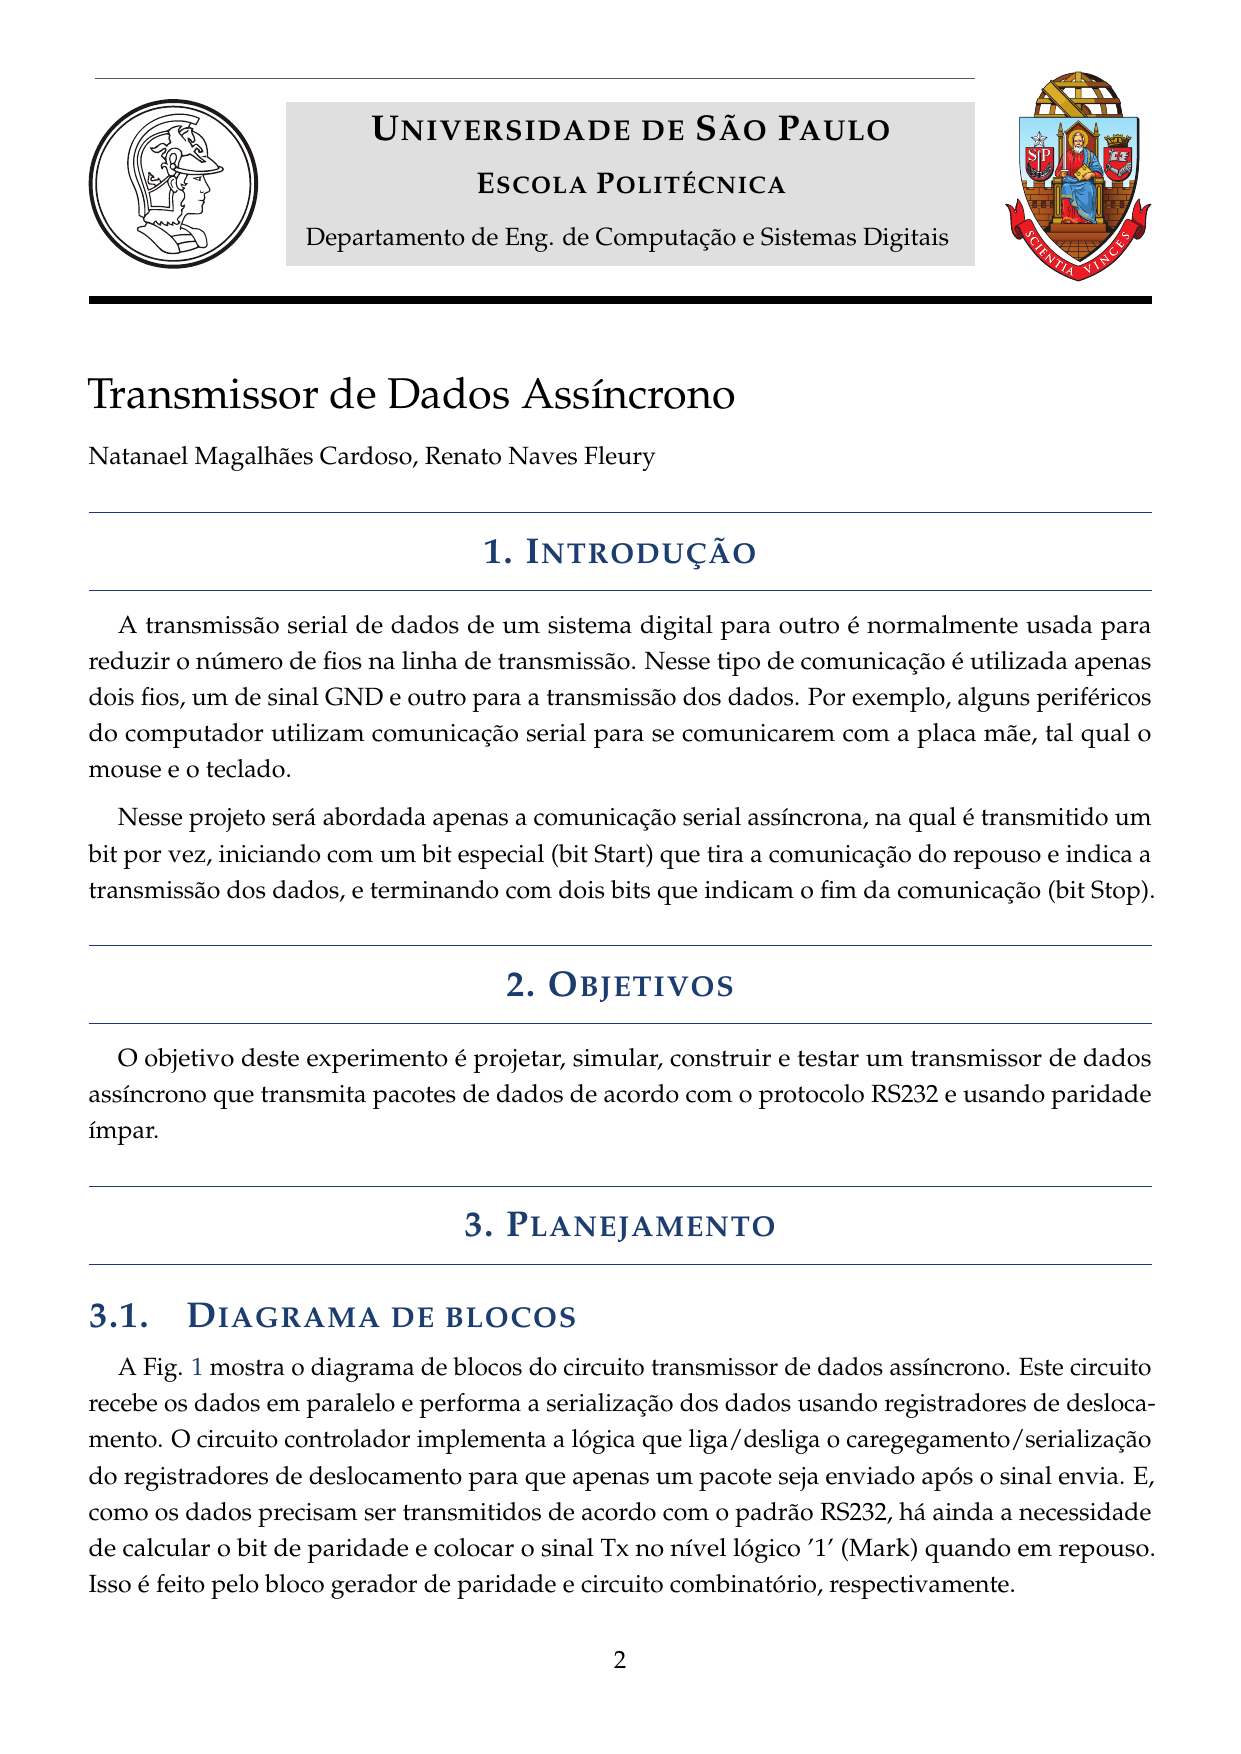 UNIVERSIDADE DE SÃO PAULO
ESCOLA POLITÉCNICA
Departamento de Eng. de Computação e Sistemas Digitais
SP
SCIENTIA VINCES
Transmissor de Dados Assíncrono
Natanael Magalhães Cardoso, Renato Naves Fleury
1. INTRODUÇÃO
A transmissão serial de dados de um sistema digital para outro é normalmente usada para
reduzir o número de fios na linha de transmissão. Nesse tipo de comunicação é utilizada apenas
dois fios, um de sinal GND e outro para a transmissão dos dados. Por exemplo, alguns periféricos
do computador utilizam comunicação serial para se comunicarem com a placa mãe, tal qual o
mouse e o teclado.
Nesse projeto será abordada apenas a comunicação serial assíncrona, na qual é transmitido um
bit por vez, iniciando com um bit especial (bit Start) que tira a comunicação do repouso e indica a
transmissão dos dados, e terminando com dois bits que indicam o fim da comunicação (bit Stop).
2. OBJETIVOS
O objetivo deste experimento é projetar, simular, construir e testar um transmissor de dados
assíncrono que transmita pacotes de dados de acordo com o protocolo RS232 e usando paridade
ímpar.
3. PLANEJAMENTO
3.1. DIAGRAMA DE BLOCOS
A Fig. 1 mostra o diagrama de blocos do circuito transmissor de dados assíncrono. Este circuito
recebe os dados em paralelo e performa a serialização dos dados usando registradores de desloca-
mento. O circuito controlador implementa a lógica que liga/desliga o caregegamento/serialização
do registradores de deslocamento para que apenas um pacote seja enviado após o sinal envia. E,
como os dados precisam ser transmitidos de acordo com o padrão RS232, há ainda a necessidade
de calcular o bit de paridade e colocar o sinal Tx no nível lógico ’1’ (Mark) quando em repouso.
Isso é feito pelo bloco gerador de paridade e circuito combinatório, respectivamente.
2